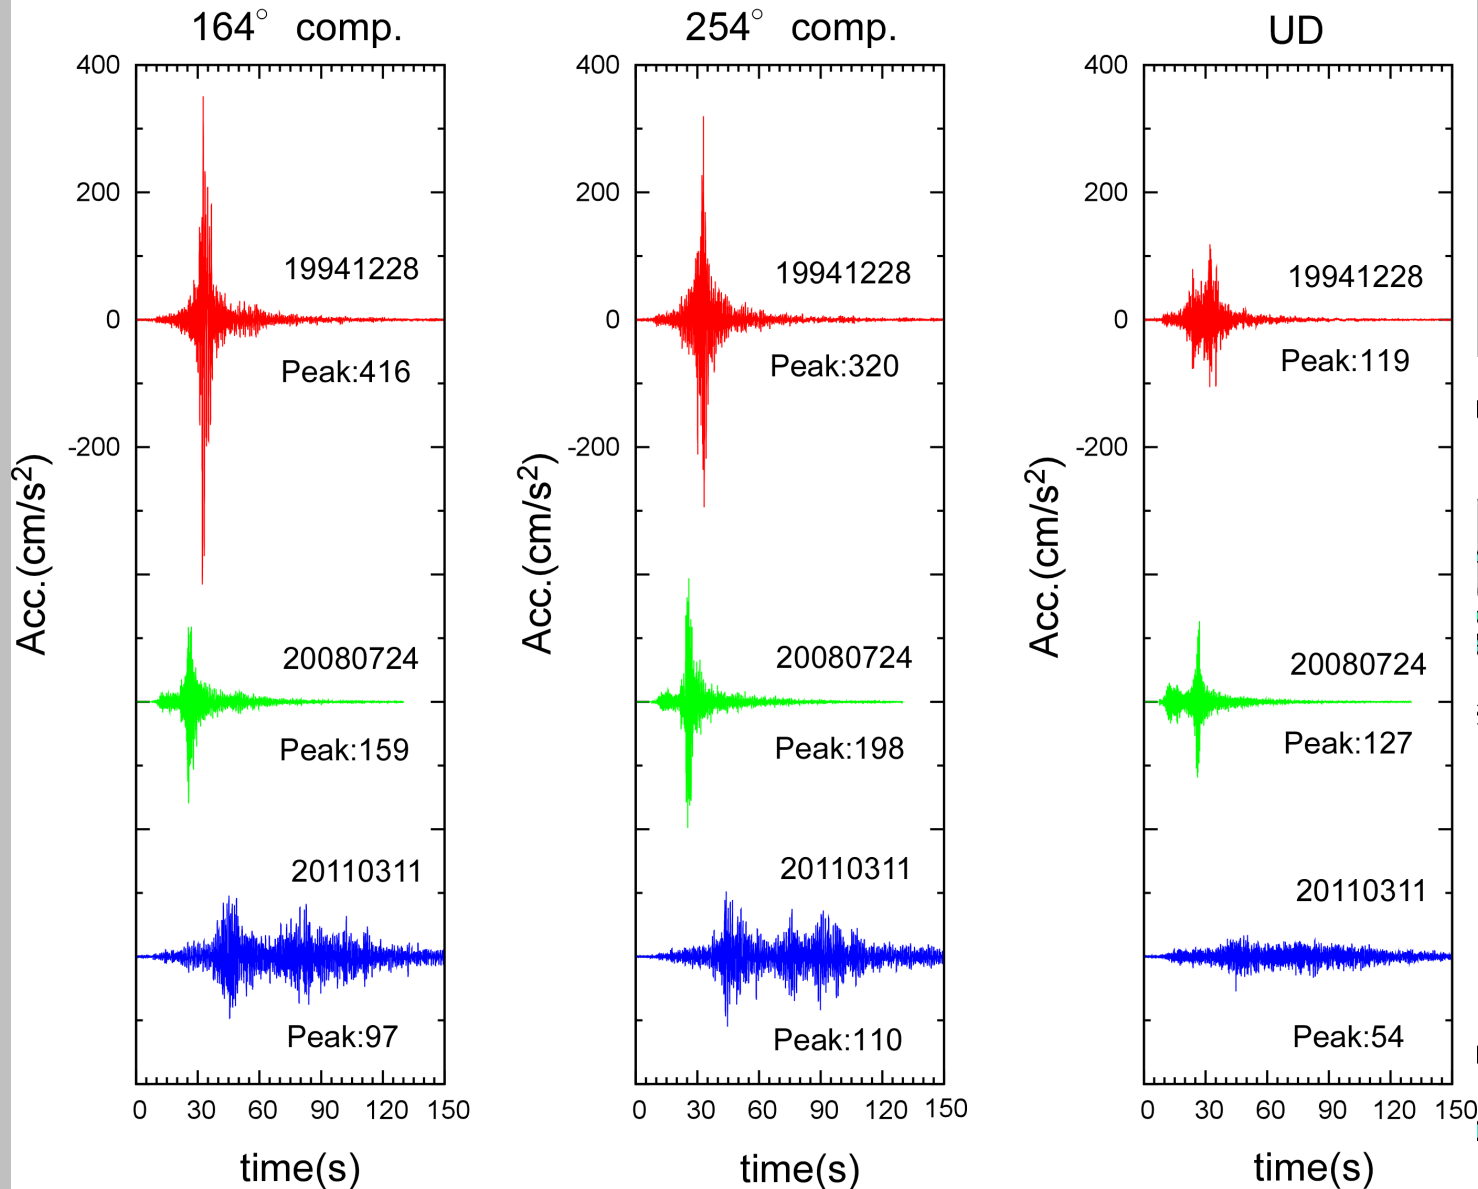 164° comp.
400
200
0
-200
Acc.(cm/s²)
19941228
Peak:416
20080724
Peak:159
20110311
Peak:97
0 30 60 90 120 150
time(s)
254° comp.
400
200
0
-200
Acc.(cm/s²)
19941228
Peak:320
20080724
Peak:198
20110311
Peak:110
0 30 60 90 120 150
time(s)
UD
400
200
0
-200
Acc.(cm/s²)
19941228
Peak:119
20080724
Peak:127
20110311
Peak:54
0 30 60 90 120 150
time(s)